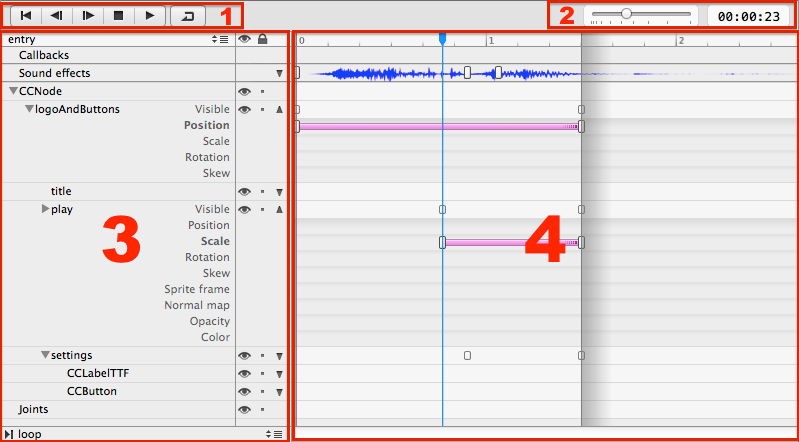 1
2
00:00:23
entry
0
1
2
Callbacks
Sound effects
CCNode
logoAndButtons Visible
Position
Scale
Rotation
Skew
title
play Visible
Position
Scale
Rotation
Skew
Sprite frame
Normal map
Opacity
Color
3
4
settings
CCLabelTTF
CCButton
Joints
loop